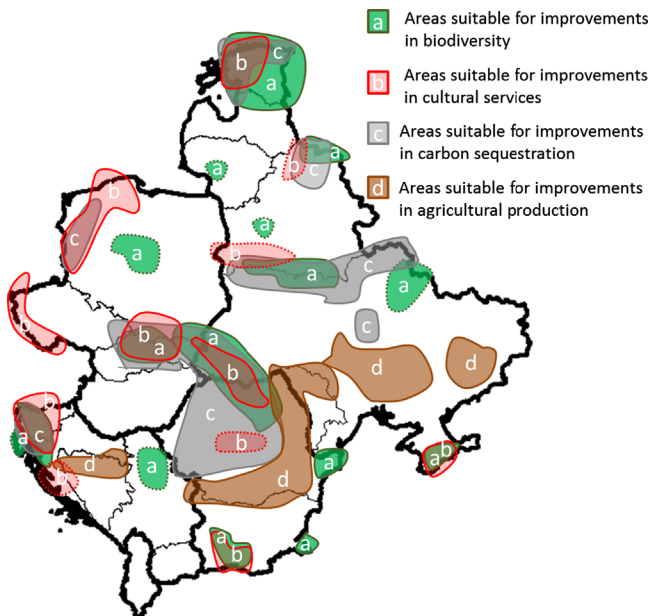 a Areas suitable for improvements
in biodiversity
b Areas suitable for improvements
in cultural services
c Areas suitable for improvements
in carbon sequestration
d Areas suitable for improvements
in agricultural production
c
b
a
a
b
c
a
b
a
c
a
b
c
a
a
b
c
a
b
a
b
a
b
c
d
d
c
b
b
a
c
d
a
b
d
a
a
b
a
b
a